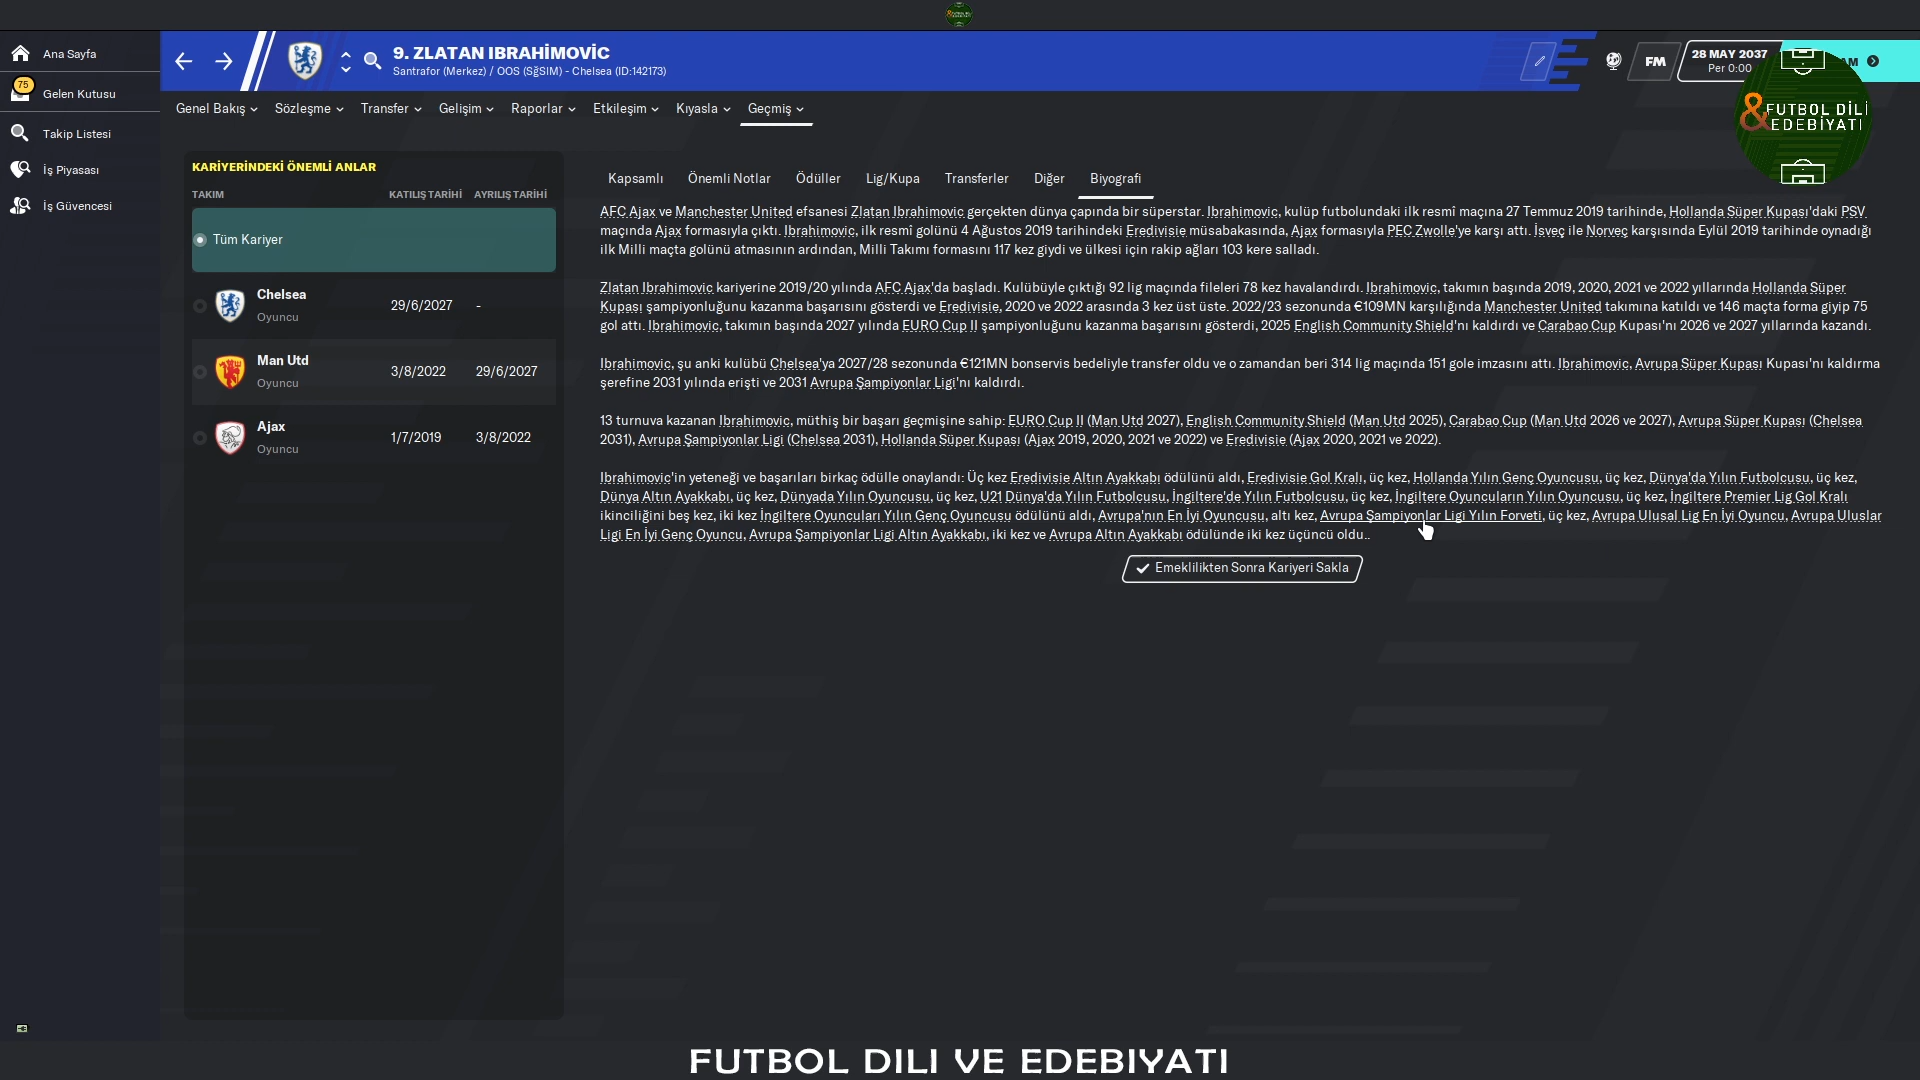 Ana Sayfa
75
Gelen Kutusu
Takip Listesi
İş Piyasası
İş Güvencesi
9. ZLATAN IBRAHİMOVİC
Santrafor (Merkez) / OOS (SğSlM) - Chelsea (ID:142173)
FM
28 MAY 2037
Per 0:00
AM
&FUTBOL DİLİ
EDEBİYATI
Genel Bakış
Sözleşme
Transfer
Gelişim
Raporlar
Etkileşim
Kıyasla
Geçmiş
KARİYERİNDEKİ ÖNEMLİ ANLAR
TAKIM KATILIŞ TARİHİ AYRILIŞ TARİHİ
Tüm Kariyer
Chelsea
Oyuncu
29/6/2027 -
Man Utd
Oyuncu
3/8/2022 29/6/2027
Ajax
Oyuncu
1/7/2019 3/8/2022
Kapsamlı Önemli Notlar Ödüller Lig/Kupa Transferler Diğer Biyografi
AFC Ajax ve Manchester United efsanesi Zlatan Ibrahimovic gerçekten dünya çapında bir süperstar. Ibrahimovic, kulüp futbolundaki ilk resmî maçına 27 Temmuz 2019 tarihinde, Hollanda Süper Kupası'daki PSV
maçında Ajax formasıyla çıktı. Ibrahimovic, ilk resmî golünü 4 Ağustos 2019 tarihindeki Eredivisie müsabakasında, Ajax formasıyla PEC Zwolle'ye karşı attı. İsveç ile Norveç karşısında Eylül 2019 tarihinde oynadığı
ilk Milli maçta golünü atmasının ardından, Milli Takımı formasını 117 kez giydi ve ülkesi için rakip ağları 103 kere salladı.
Zlatan Ibrahimovic kariyerine 2019/20 yılında AFC Ajax'da başladı. Kulübüyle çıktığı 92 lig maçında fileleri 78 kez havalandırdı. Ibrahimovic, takımın başında 2019, 2020, 2021 ve 2022 yıllarında Hollanda Süper
Kupası şampiyonluğunu kazanma başarısını gösterdi ve Eredivisie, 2020 ve 2022 arasında 3 kez üst üste. 2022/23 sezonunda €109MN karşılığında Manchester United takımına katıldı ve 146 maçta forma giyip 75
gol attı. Ibrahimovic, takımın başında 2027 yılında EURO Cup II şampiyonluğunu kazanma başarısını gösterdi, 2025 English Community Shield'nı kaldırdı ve Carabao Cup Kupası'nı 2026 ve 2027 yıllarında kazandı.
Ibrahimovic, şu anki kulübü Chelsea'ya 2027/28 sezonunda €121MN bonservis bedeliyle transfer oldu ve o zamandan beri 314 lig maçında 151 gole imzasını attı. Ibrahimovic, Avrupa Süper Kupası Kupası'nı kaldırma
şerefine 2031 yılında erişti ve 2031 Avrupa Şampiyonlar Ligi'nı kaldırdı.
13 turnuva kazanan Ibrahimovic, müthiş bir başarı geçmişine sahip: EURO Cup II (Man Utd 2027), English Community Shield (Man Utd 2025), Carabao Cup (Man Utd 2026 ve 2027), Avrupa Süper Kupası (Chelsea
2031), Avrupa Şampiyonlar Ligi (Chelsea 2031), Hollanda Süper Kupası (Ajax 2019, 2020, 2021 ve 2022) ve Eredivisie (Ajax 2020, 2021 ve 2022).
Ibrahimovic'in yeteneği ve başarıları birkaç ödülle onaylandı: Üç kez Eredivisie Altın Ayakkabı ödülünü aldı, Eredivisie Gol Kralı, üç kez, Hollanda Yılın Genç Oyuncusu, üç kez, Dünya'da Yılın Futbolcusu, üç kez,
Dünya Altın Ayakkabı, üç kez, Dünyada Yılın Oyuncusu, üç kez, U21 Dünya'da Yılın Futbolcusu, İngiltere'de Yılın Futbolcusu, üç kez, İngiltere Oyuncuların Yılın Oyuncusu, üç kez, İngiltere Premier Lig Gol Kralı
ikinciliğini beş kez, iki kez İngiltere Oyuncuları Yılın Genç Oyuncusu ödülünü aldı, Avrupa'nın En İyi Oyuncusu, altı kez, Avrupa Şampiyonlar Ligi Yılın Forveti, üç kez, Avrupa Ulusal Lig En İyi Oyuncu, Avrupa Uluslar
Ligi En İyi Genç Oyuncu, Avrupa Şampiyonlar Ligi Altın Ayakkabı, iki kez ve Avrupa Altın Ayakkabı ödülünde iki kez üçüncü oldu..
Emeklilikten Sonra Kariyeri Sakla
FUTBOL DILI VE EDEBIYATI